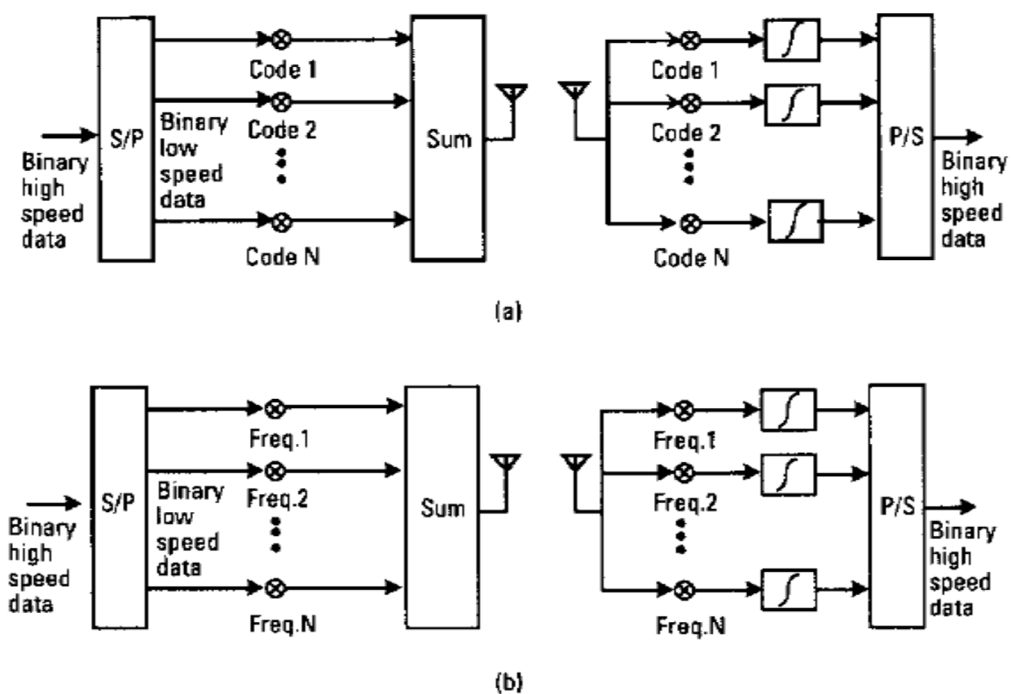 S/P
Binary
high
speed
data
Binary
low
speed
data
Code 1
Code 2
Code N
Sum
Code 1
Code 2
Code N
P/S
Binary
high
speed
data
(a)
S/P
Binary
high
speed
data
Binary
low
speed
data
Freq.1
Freq.2
Freq.N
Sum
Freq.1
Freq.2
Freq.N
P/S
Binary
high
speed
data
(b)